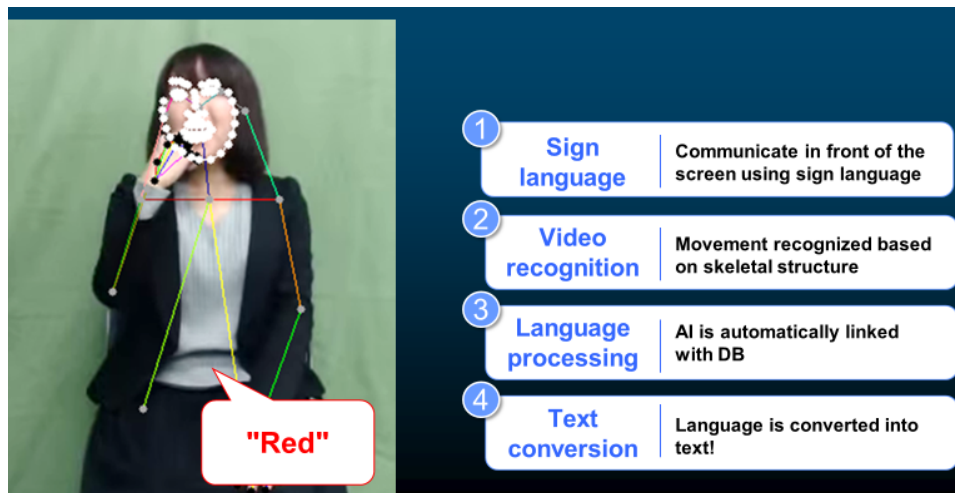 "Red"
1
Sign
language
Communicate in front of the
screen using sign language
2
Video
recognition
Movement recognized based
on skeletal structure
3
Language
processing
AI is automatically linked
with DB
4
Text
conversion
Language is converted into
text!